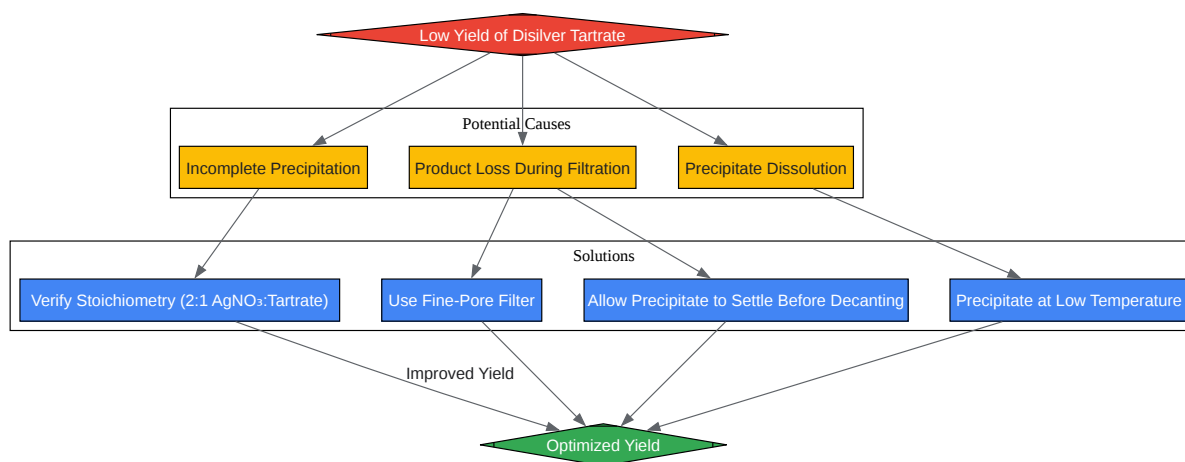 Low Yield of Disilver Tartrate
Potential Causes
Incomplete Precipitation
Product Loss During Filtration
Precipitate Dissolution
Solutions
Verify Stoichiometry (2:1 AgNO₃:Tartrate)
Use Fine-Pore Filter
Allow Precipitate to Settle Before Decanting
Precipitate at Low Temperature
Improved Yield
Optimized Yield